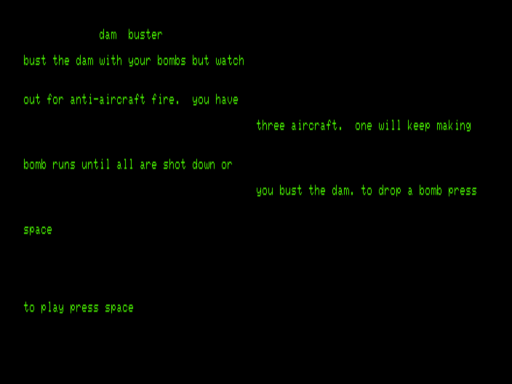 dam  buster
bust the dam with your bombs but watch
out for anti-aircraft fire.  you have
three aircraft.  one will keep making
bomb runs until all are shot down or
you bust the dam. to drop a bomb press
space
to play press space